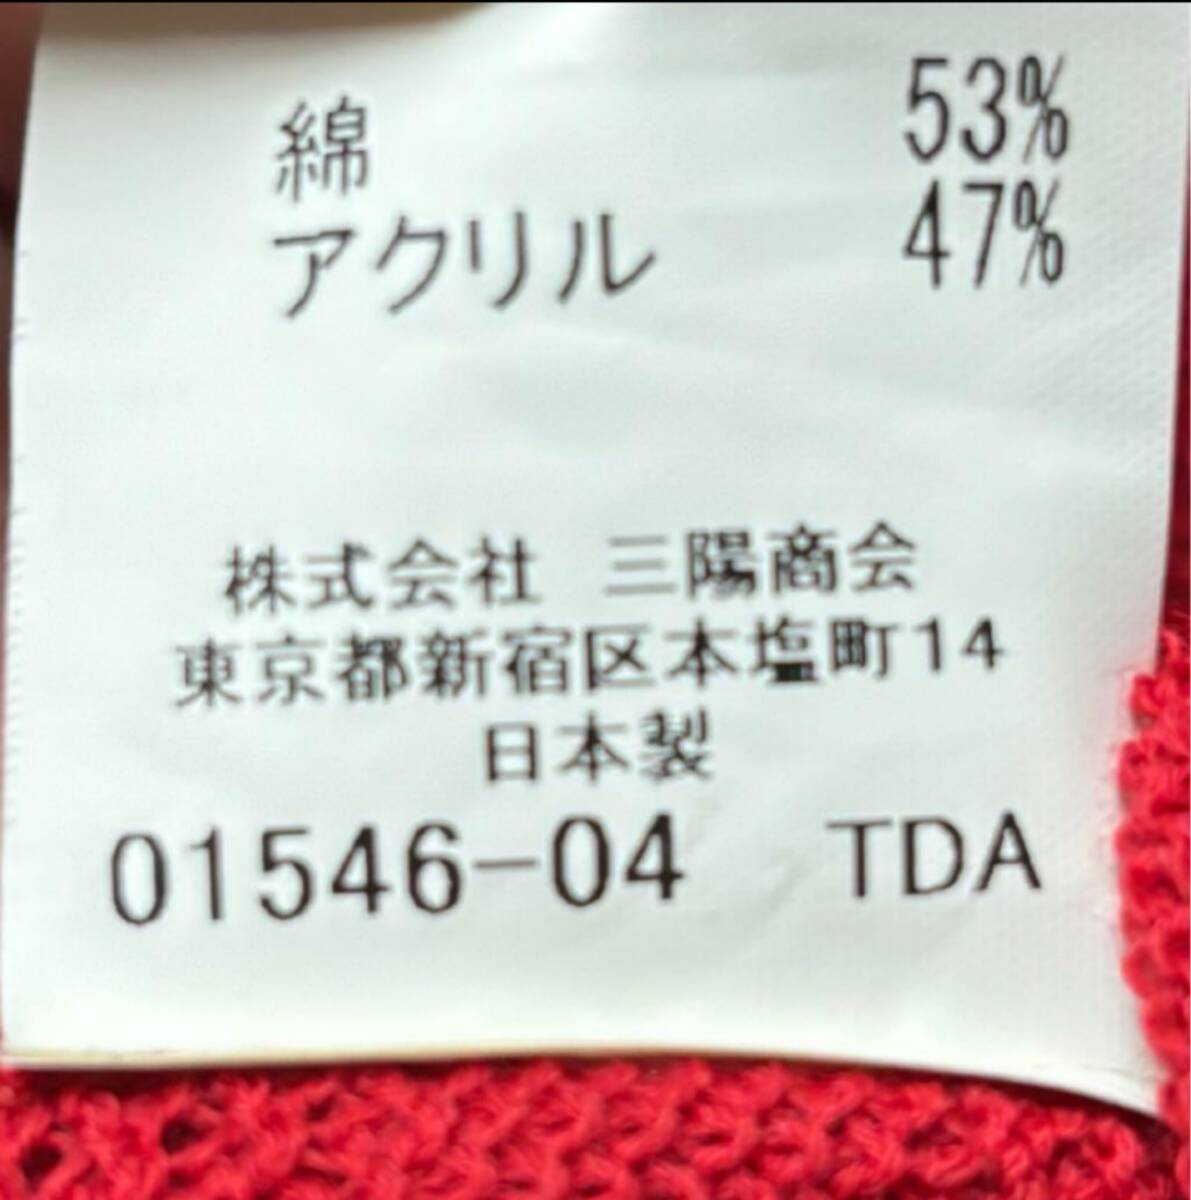 綿 53%
アクリル 47%
株式会社 三陽商会
東京都新宿区本塩町14
日本製
01546-04 TDA